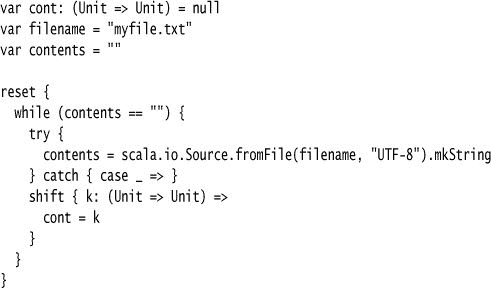 var cont: (Unit => Unit) = null
var filename = "myfile.txt"
var contents = ""

reset {
  while (contents == "") {
    try {
      contents = scala.io.Source.fromFile(filename, "UTF-8").mkString
    } catch { case _ => }
    shift { k: (Unit => Unit) =>
      cont = k
    }
  }
}